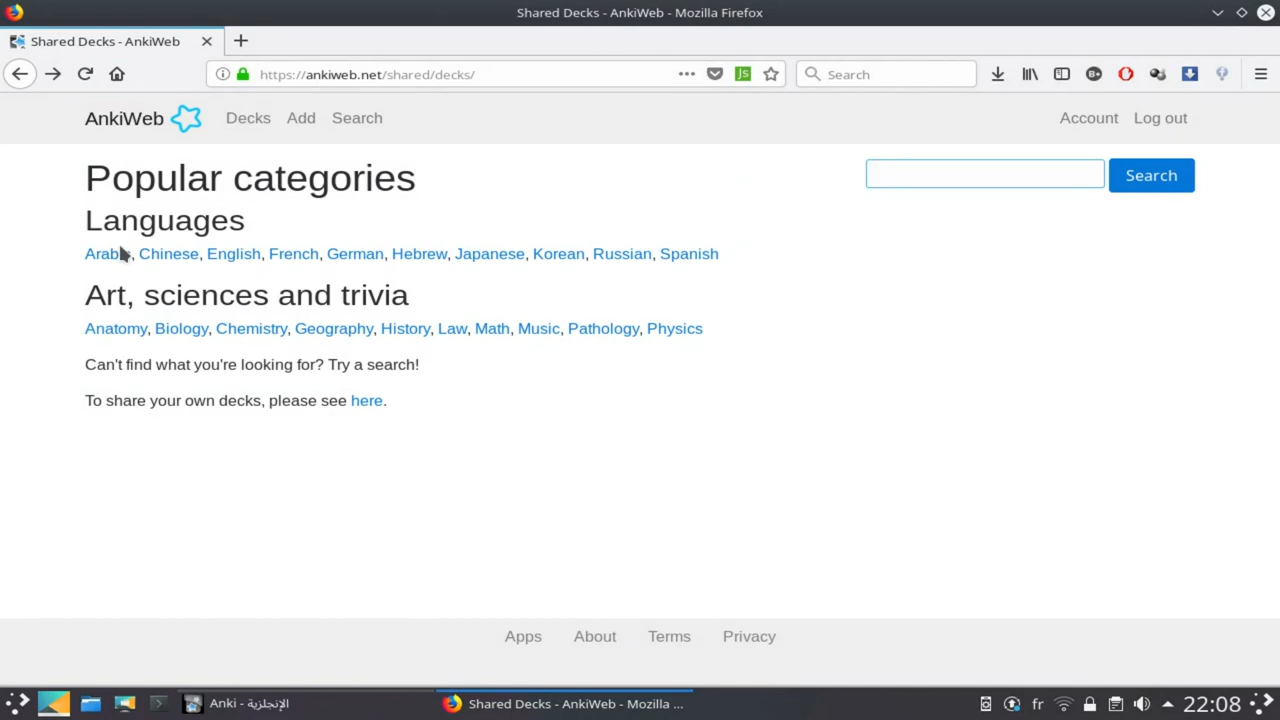 Shared Decks - AnkiWeb - Mozilla Firefox
Shared Decks - AnkiWeb
https://ankiweb.net/shared/decks/
Search
AnkiWeb Decks Add Search Account Log out
Popular categories
Search
Languages
Arabic, Chinese, English, French, German, Hebrew, Japanese, Korean, Russian, Spanish
Art, sciences and trivia
Anatomy, Biology, Chemistry, Geography, History, Law, Math, Music, Pathology, Physics
Can't find what you're looking for? Try a search!
To share your own decks, please see here.
Apps About Terms Privacy
Anki - الإنجلزية
Shared Decks - AnkiWeb - Mozilla ...
fr
22:08